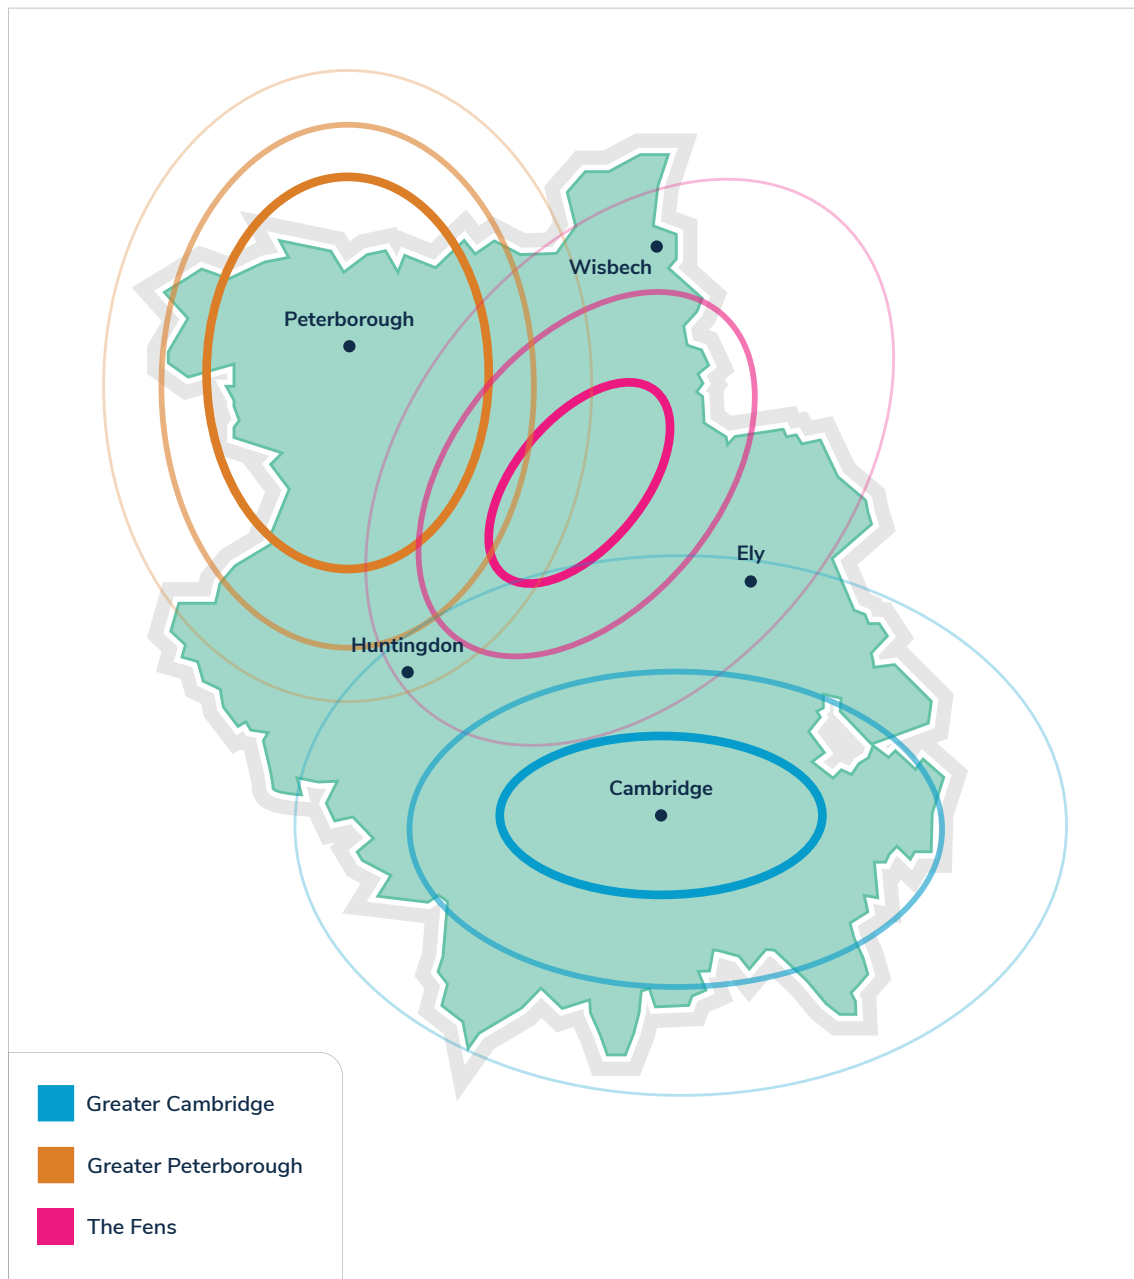 Wisbech
Peterborough
Ely
Huntingdon
Cambridge
Greater Cambridge
Greater Peterborough
The Fens